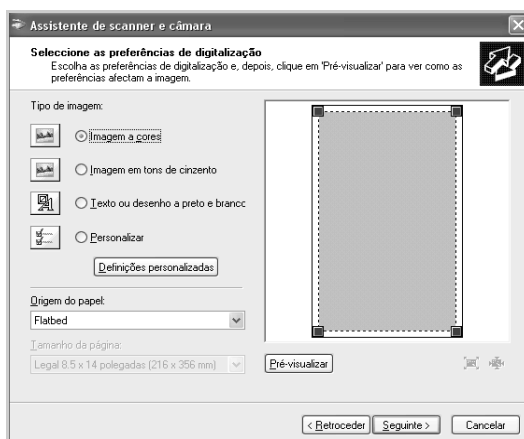 Assistente de scanner e câmara
Seleccione as preferências de digitalização
Escolha as preferências de digitalização e, depois, clique em 'Pré-visualizar' para ver como as
preferências afectam a imagem.
Tipo de imagem:
Imagem a cores
Imagem em tons de cinzento
Texto ou desenho a preto e branco
Personalizar
Definições personalizadas
Origem do papel:
Flatbed
Tamanho da página:
Legal 8.5 x 14 polegadas (216 x 356 mm)
Pré-visualizar
< Retroceder
Seguinte >
Cancelar